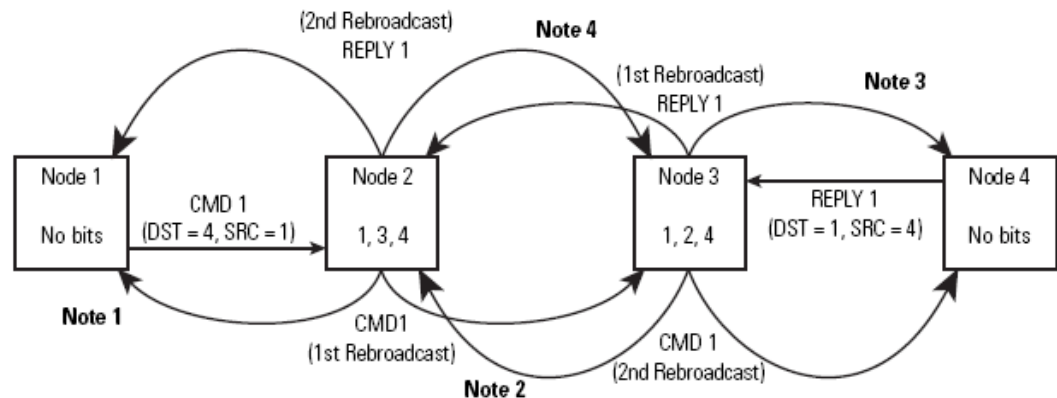 (2nd Rebroadcast)
REPLY 1
Note 4
(1st Rebroadcast)
REPLY 1
Note 3
Node 1
No bits
CMD 1
(DST = 4, SRC = 1)
Node 2
1, 3, 4
Node 3
1, 2, 4
REPLY 1
(DST = 1, SRC = 4)
Node 4
No bits
Note 1
CMD1
(1st Rebroadcast)
Note 2
CMD 1
(2nd Rebroadcast)